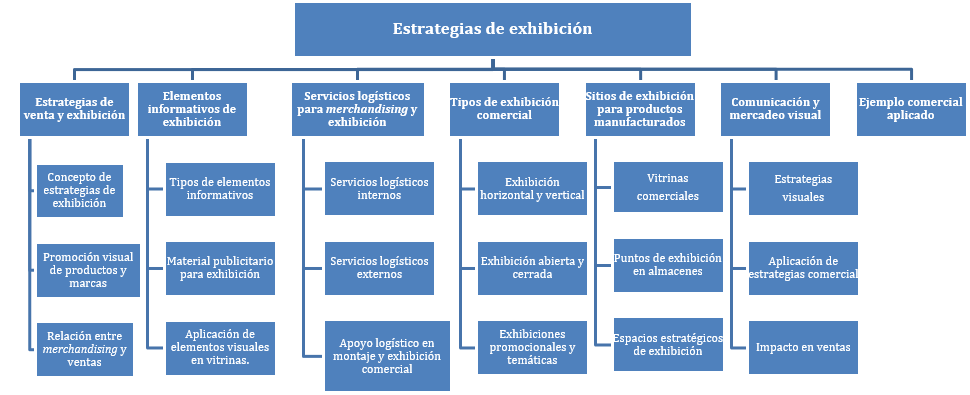 Estrategias de exhibición
Estrategias de
venta y exhibición
Elementos
informativos de
exhibición
Servicios logísticos
para merchandising y
exhibición
Tipos de exhibición
comercial
Sitios de exhibición
para productos
manufacturados
Comunicación y
mercadeo visual
Ejemplo comercial
aplicado
Concepto de
estrategias de
exhibición
Promoción visual
de productos y
marcas
Relación entre
merchandising y
ventas
Tipos de elementos
informativos
Material publicitario
para exhibición
Aplicación de
elementos visuales
en vitrinas.
Servicios logísticos
internos
Servicios logísticos
externos
Apoyo logístico en
montaje y exhibición
comercial
Exhibición
horizontal y vertical
Exhibición abierta y
cerrada
Exhibiciones
promocionales y
temáticas
Vitrinas
comerciales
Puntos de exhibición
en almacenes
Espacios estratégicos
de exhibición
Estrategias
visuales
Aplicación de
estrategias comercial
Impacto en ventas